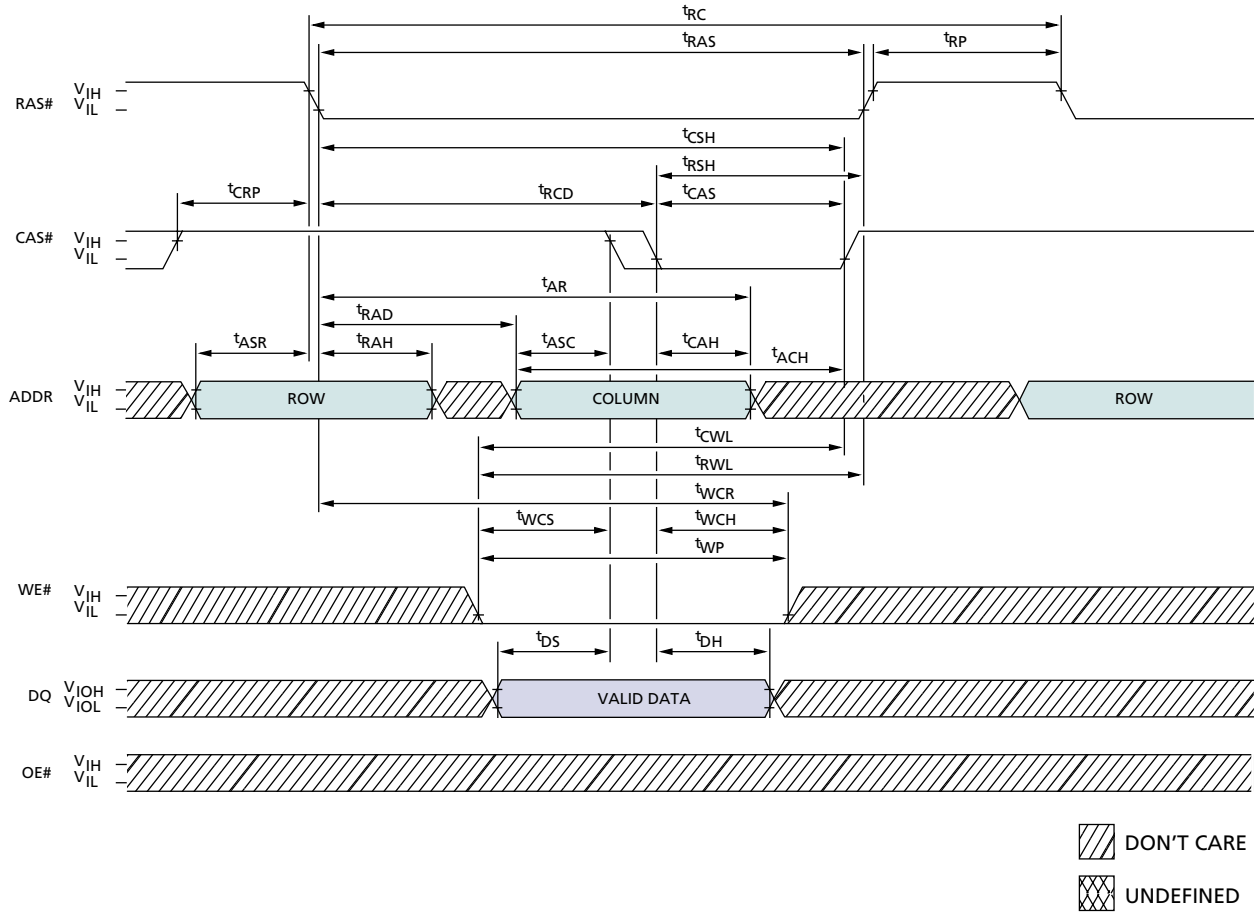 tRC
tRAS
tRP
RAS#
VIH
VIL
tCSH
tRSH
tCRP
tRCD
tCAS
CAS#
VIH
VIL
tAR
tRAD
tASR
tRAH
tASC
tCAH
tACH
ADDR
VIH
VIL
ROW
COLUMN
ROW
tCWL
tRWL
tWCR
tWCS
tWCH
tWP
WE#
VIH
VIL
tDS
tDH
DQ
VIOH
VIOL
VALID DATA
OE#
VIH
VIL
DON'T CARE
UNDEFINED